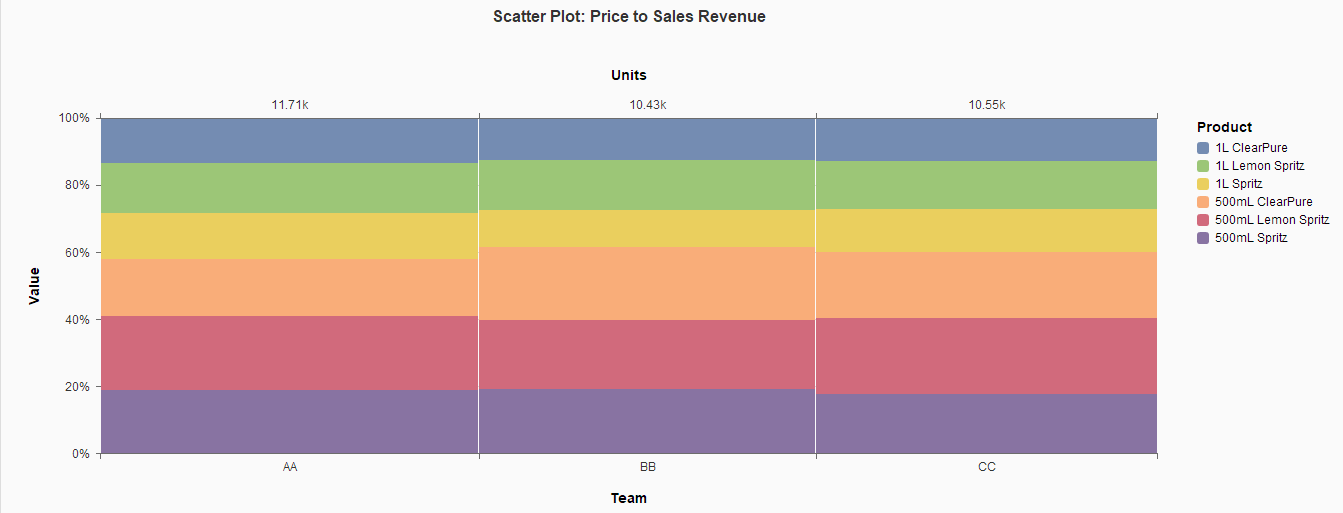 Scatter Plot: Price to Sales Revenue
Units
11.71k 10.43k 10.55k
100%
80%
60%
40%
20%
0%
Value
AA BB CC
Team
Product
1L ClearPure
1L Lemon Spritz
1L Spritz
500mL ClearPure
500mL Lemon Spritz
500mL Spritz